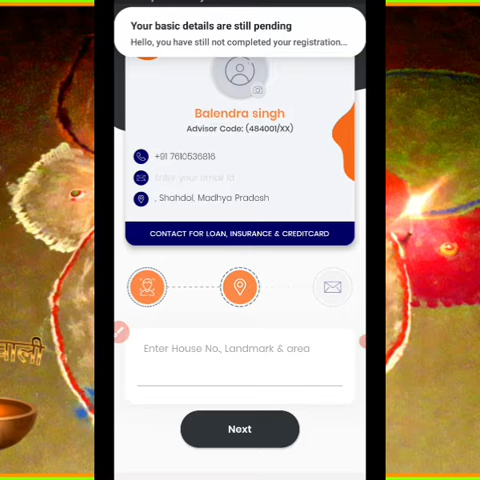 Your basic details are still pending
Hello, you have still not completed your registration...
Balendra singh
Advisor Code: (484001/XX)
+91 7610536816
Enter your email id
, Shahdol, Madhya Pradesh
CONTACT FOR LOAN, INSURANCE & CREDITCARD
Enter House No., Landmark & area
Next